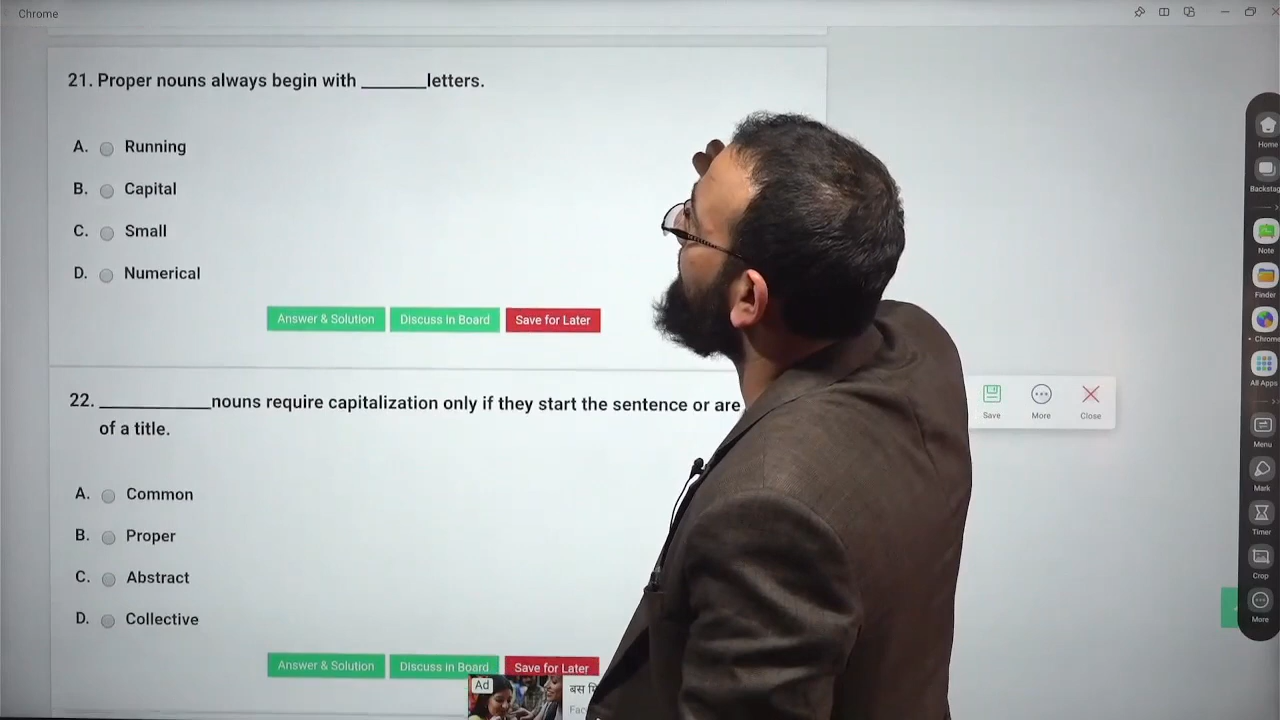 Chrome
21. Proper nouns always begin with _______letters.
A. Running
B. Capital
C. Small
D. Numerical
Answer & Solution Discuss in Board Save for Later
22. ____________nouns require capitalization only if they start the sentence or are
of a title.
A. Common
B. Proper
C. Abstract
D. Collective
Answer & Solution Discuss in Board Save for Later
Ad
बस
Save More Close
Home
Note
Finder
Chrome
All Apps
Menu
Mark
Timer
Crop
More